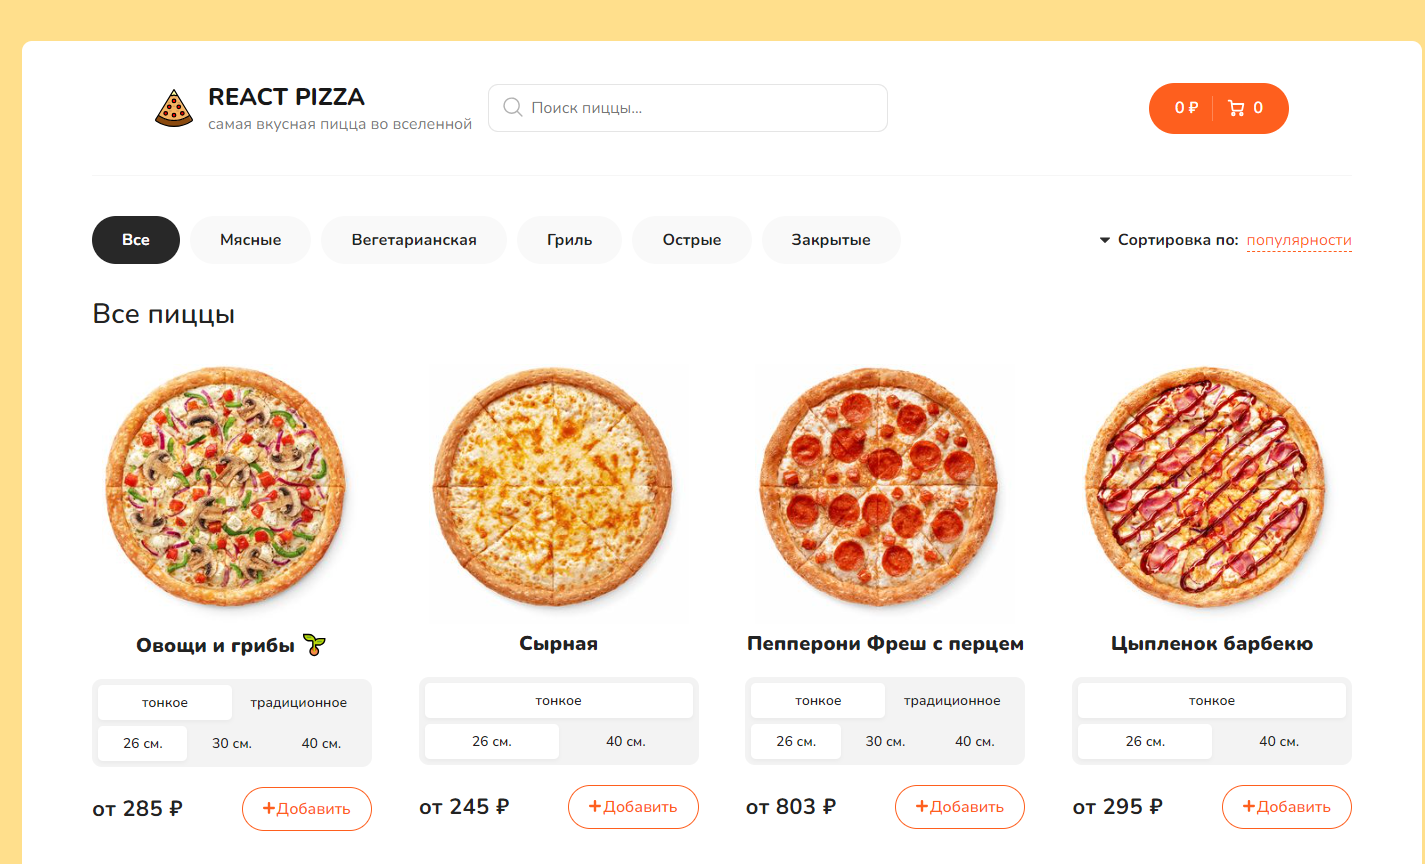 REACT PIZZA
самая вкусная пицца во вселенной
Поиск пиццы...
0 ₽ 0
Все Мясные Вегетарианская Гриль Острые Закрытые Сортировка по: популярности
Все пиццы
Овощи и грибы Сырная Пепперони Фреш с перцем Цыпленок барбекю
тонкое традиционное тонкое тонкое традиционное тонкое
26 см. 30 см. 40 см. 26 см. 40 см. 26 см. 30 см. 40 см. 26 см. 40 см.
от 285 ₽ +Добавить от 245 ₽ +Добавить от 803 ₽ +Добавить от 295 ₽ +Добавить